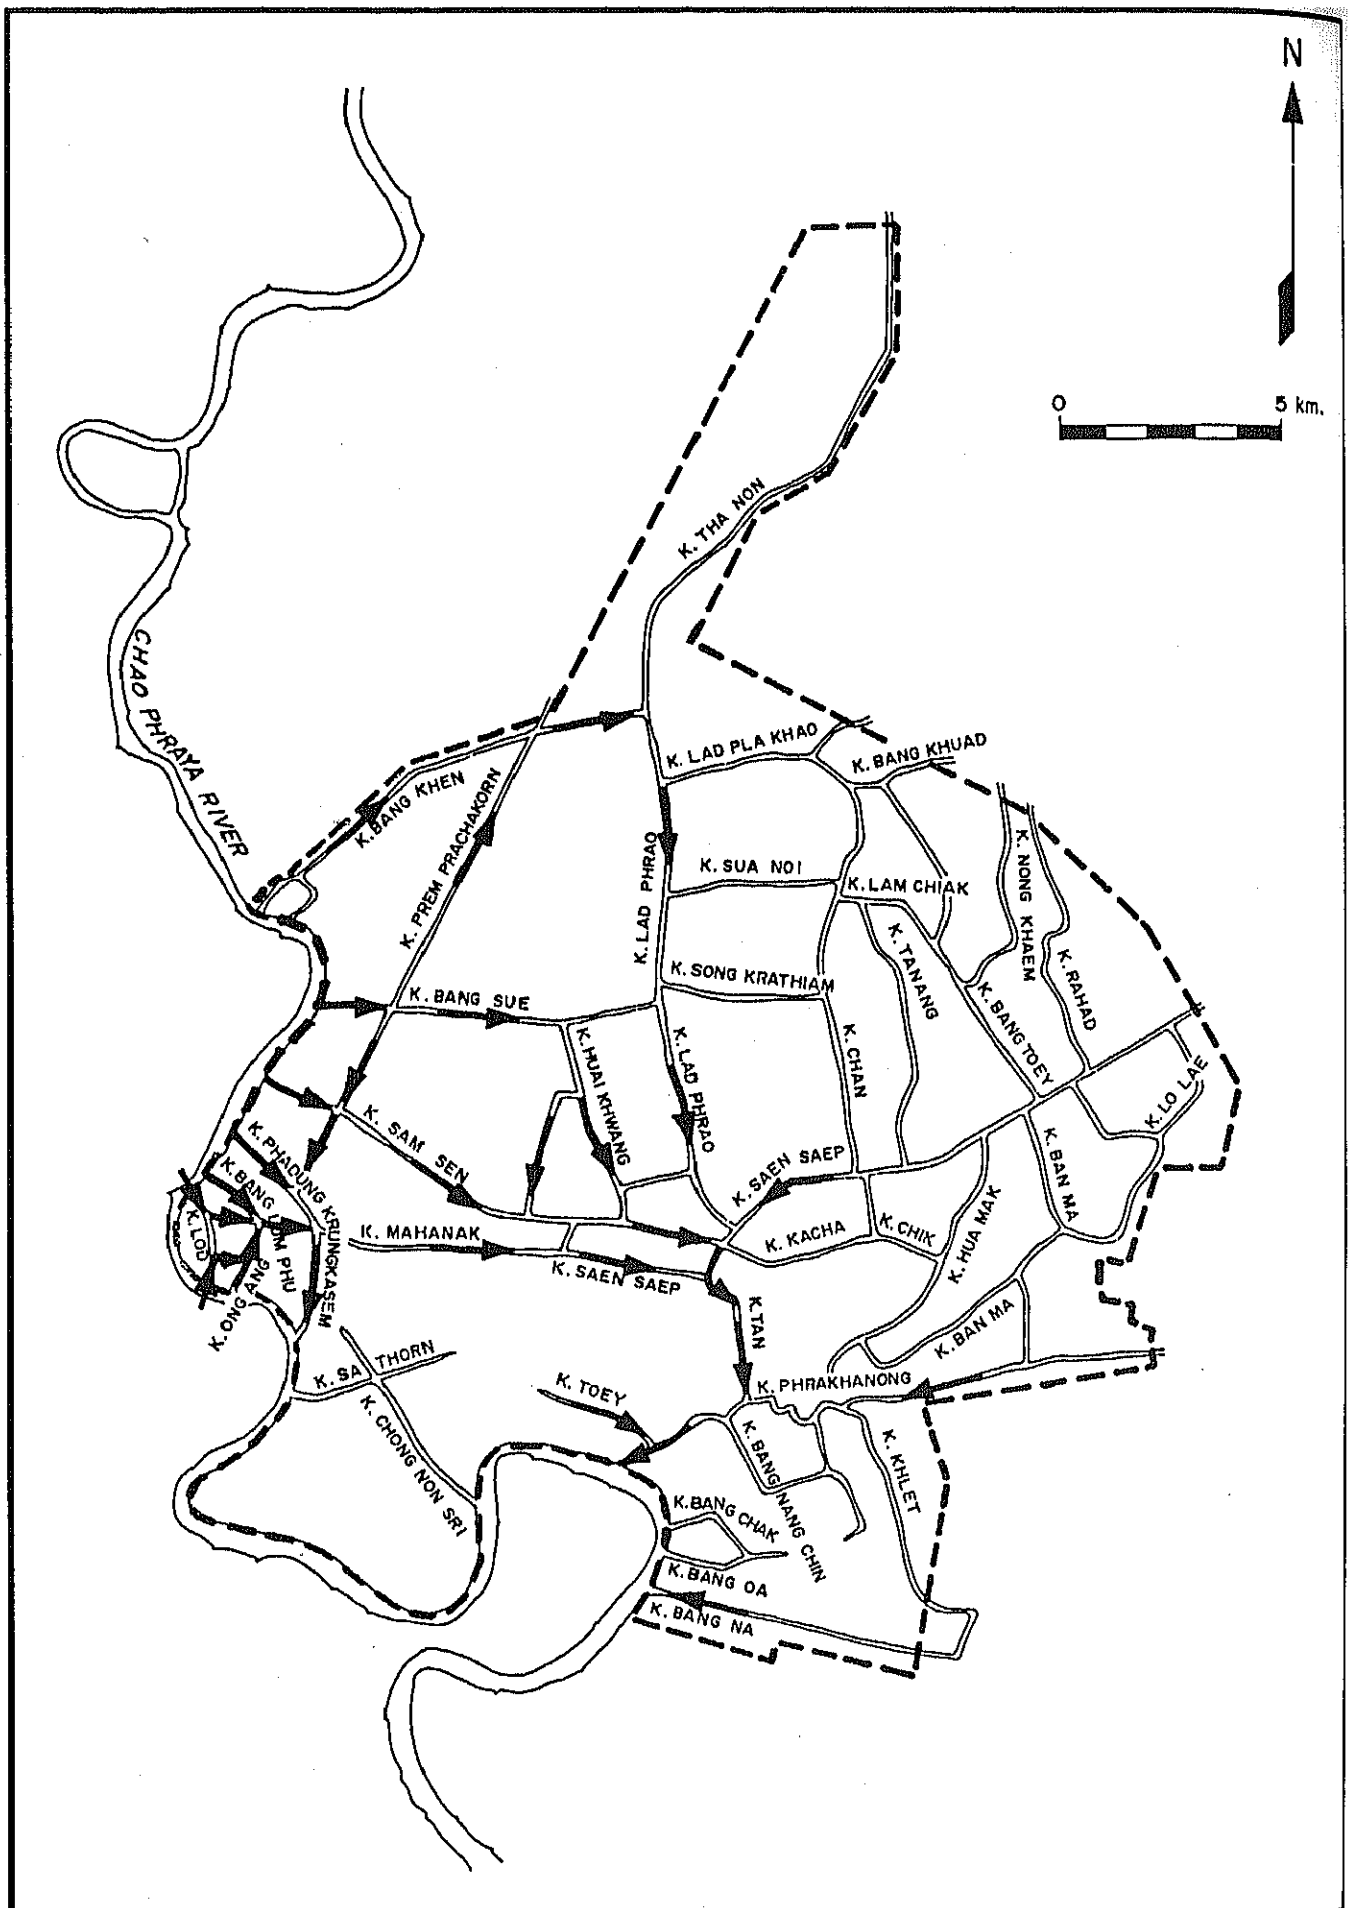 N
0 5 km.
K. THA NON
CHAO PHRAYA RIVER
K. LAD PLA KHAO
K. BANG KHUAD
K. BANG KHEN
K. PREM PRACHAKORN
K. LAD PHRAO
K. SUA NOI
K. LAM CHIAK
K. NONG KHAEM
K. RAHAD
K. TANANG
K. SONG KRATHIAM
K. BANG SUE
K. BANG TOEY
K. HUAI KHWANG
K. LAD PHRAO
K. CHAN
K. LO LAE
K. SAM SEN
K. PHADUNG KRUNGKASEM
K. BAN MA
K. SAEN SAEP
K. BANG LOM PHU
K. LOD
K. MAHANAK
K. KACHA
K. CHIK
K. HUA MAK
K. SAEN SAEP
K. ONG ANG
K. TAN
K. BAN MA
K. SA THORN
K. TOEY
K. PHRAKHANONG
K. CHONG NON SRI
K. BANG NANG CHIN
K. KHLET
K. BANG CHAK
K. BANG OA
K. BANG NA